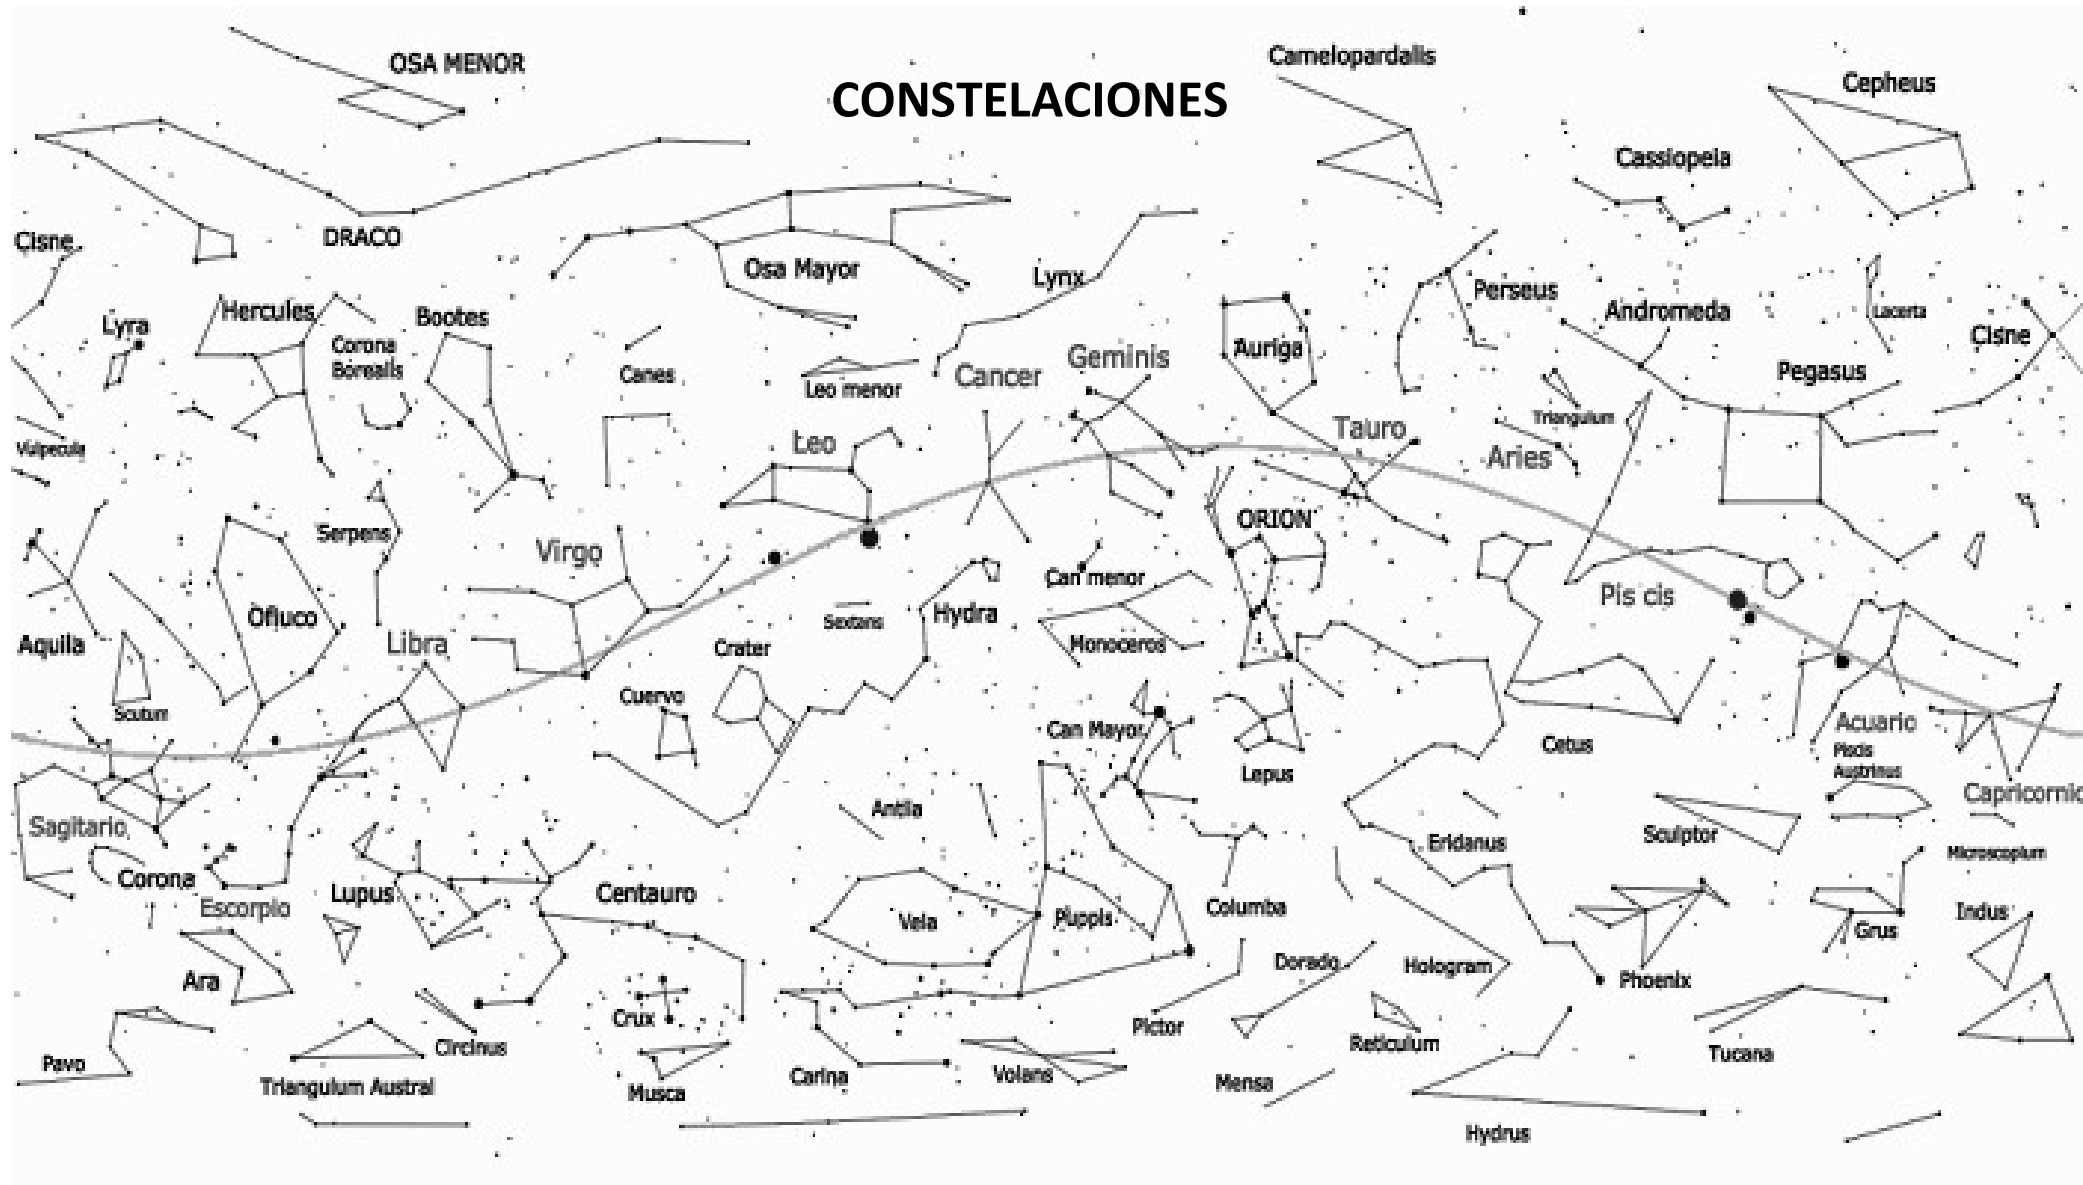 OSA MENOR
CONSTELACIONES
Camelopardalis
Cepheus
Cassiopeia
Cisne
DRACO
Osa Mayor
Lynx
Perseus
Andromeda
Lacerta
Cisne
Lyra
Hercules
Corona
Borealis
Bootes
Canes
Leo menor
Cancer
Geminis
Auriga
Pegasus
Triangulum
Vulpecula
Leo
Tauro
Aries
Serpens
Virgo
ORION
Ofiuco
Can menor
Pis cis
Aquila
Libra
Sextans
Hydra
Monoceros
Crater
Scutum
Cuervo
Can Mayor
Lepus
Cetus
Acuario
Piscis
Austrinus
Capricornio
Sagitario
Antlia
Eridanus
Sculptor
Microscopium
Corona
Escorpio
Lupus
Centauro
Vela
Puppis
Columba
Indus
Grus
Ara
Dorado
Hologram
Phoenix
Crux
Pictor
Pavo
Circinus
Reticulum
Tucana
Triangulum Austral
Musca
Carina
Volans
Mensa
Hydrus